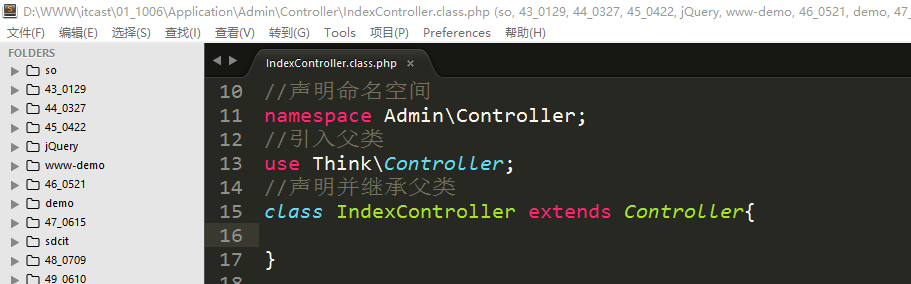 D:\WWW\itcast\01_1006\Application\Admin\Controller\IndexController.class.php (so, 43_0129, 44_0327, 45_0422, jQuery, www-demo, 46_0521, demo, 47_
文件(F) 编辑(E) 选择(S) 查找(I) 查看(V) 转到(G) Tools 项目(P) Preferences 帮助(H)
FOLDERS
so
43_0129
44_0327
45_0422
jQuery
www-demo
46_0521
demo
47_0615
sdcit
48_0709
49_0610
IndexController.class.php ×
10 //声明命名空间
11 namespace Admin\Controller;
12 //引入父类
13 use Think\Controller;
14 //声明并继承父类
15 class IndexController extends Controller{
16
17 }
18